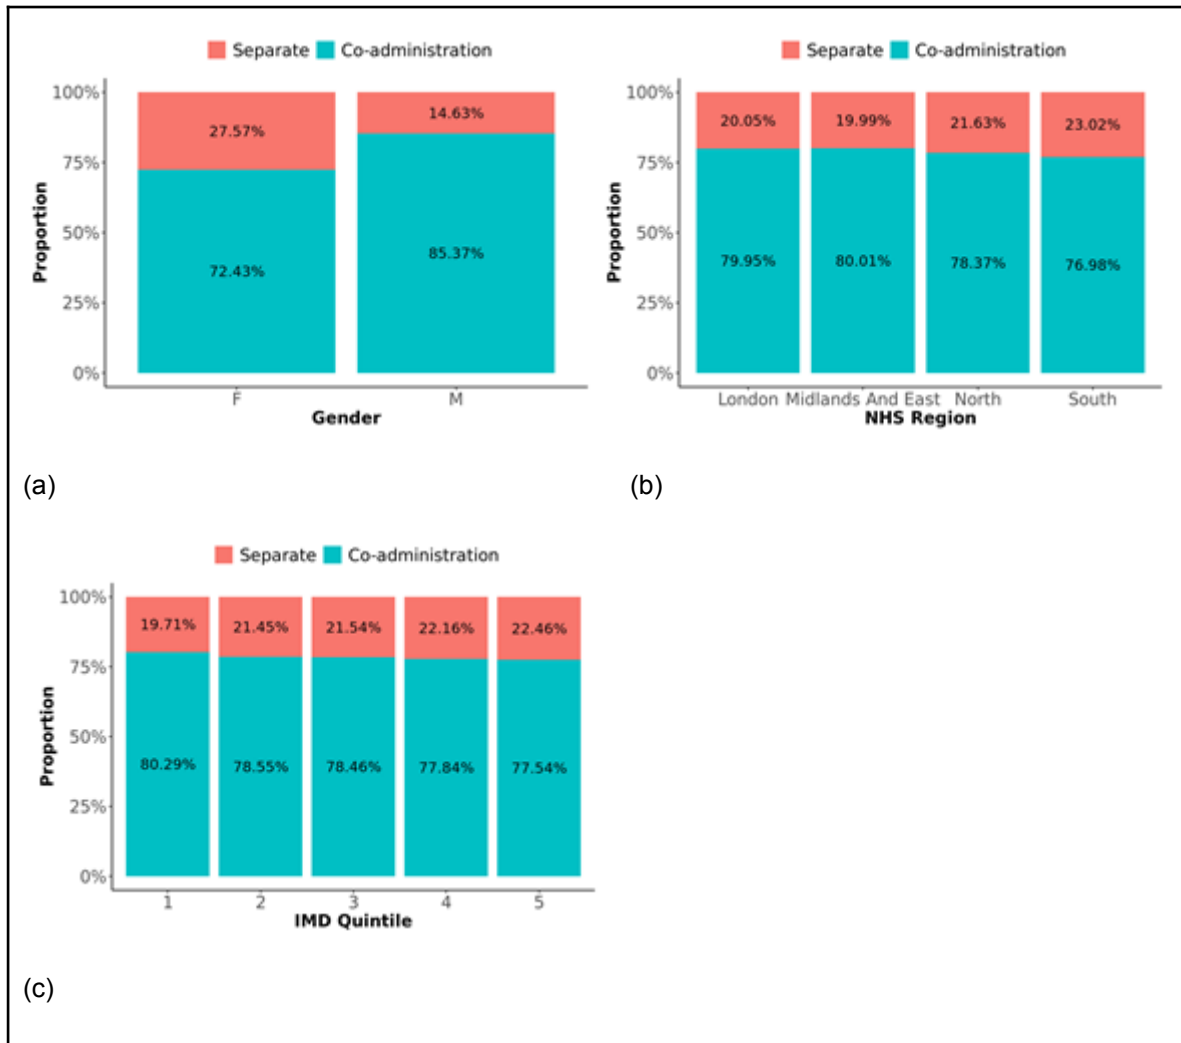 Separate Co-administration
100%
75%
50%
25%
0%
Proportion
27.57%
14.63%
72.43%
85.37%
F M
Gender
(a)
Separate Co-administration
100%
75%
50%
25%
0%
Proportion
20.05% 19.99% 21.63% 23.02%
79.95% 80.01% 78.37% 76.98%
London Midlands And East North South
NHS Region
(b)
Separate Co-administration
100%
75%
50%
25%
0%
Proportion
19.71% 21.45% 21.54% 22.16% 22.46%
80.29% 78.55% 78.46% 77.84% 77.54%
1 2 3 4 5
IMD Quintile
(c)